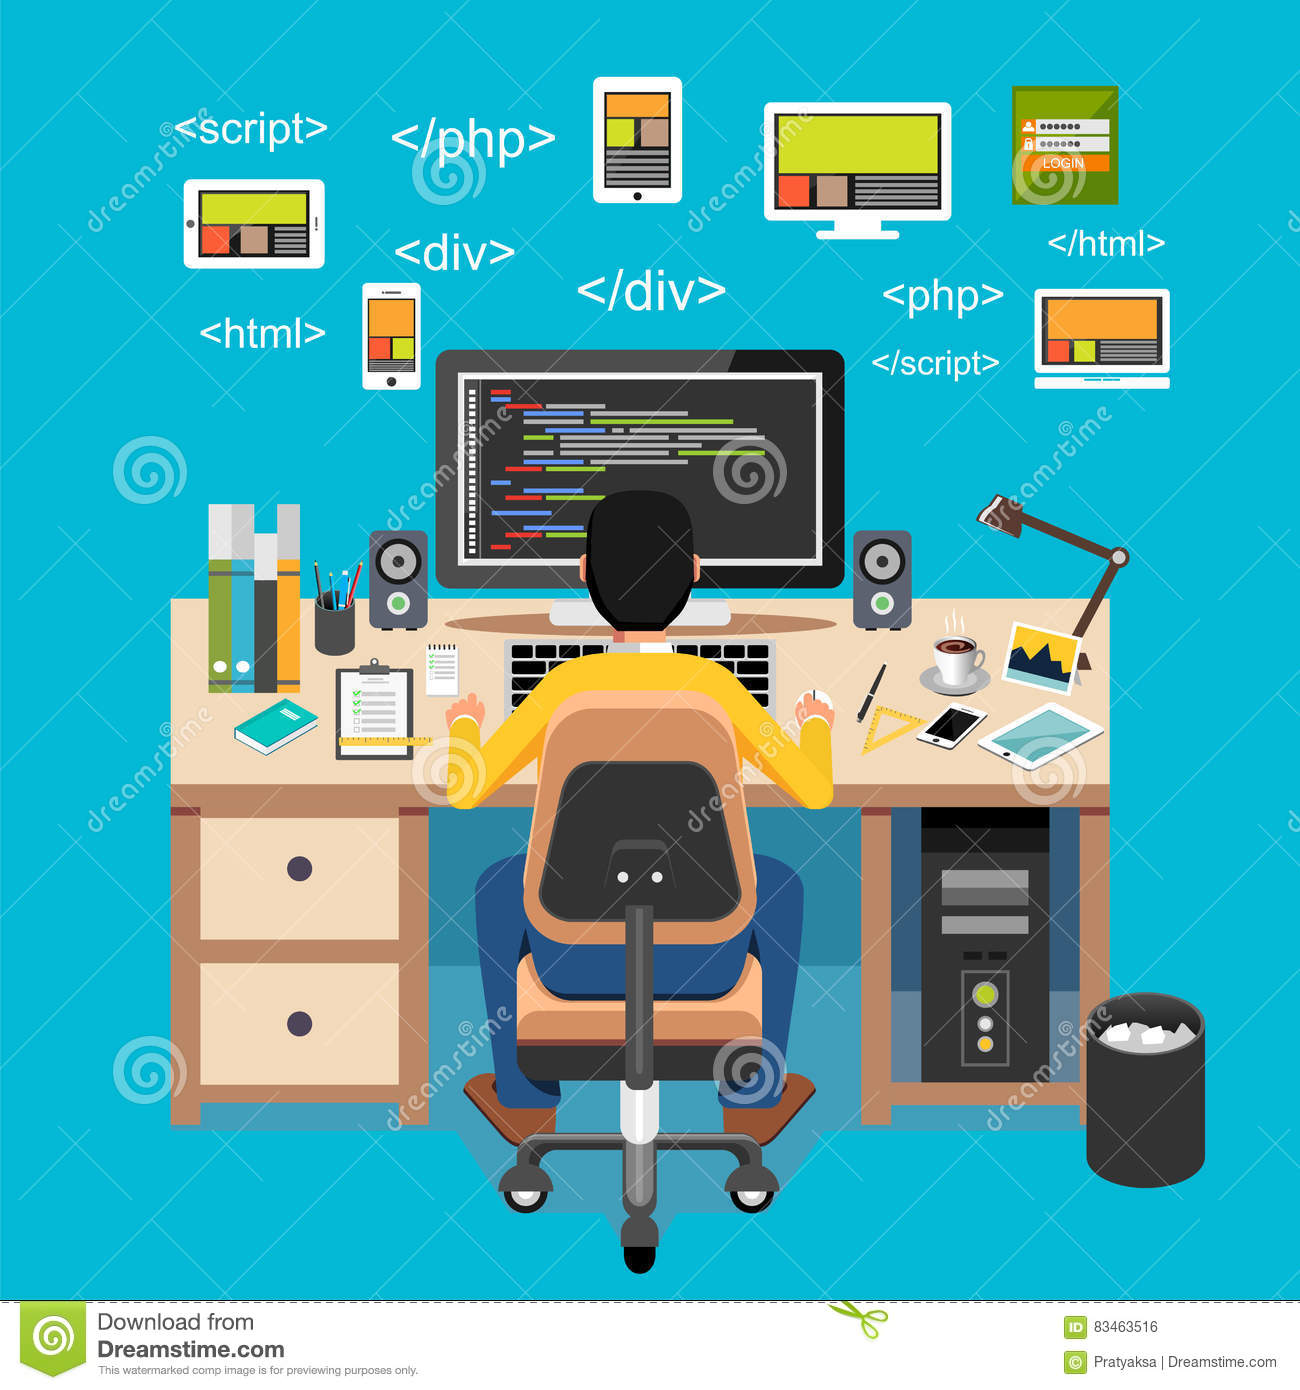 <script>
</php>
LOGIN
<div>
</html>
</div>
<php>
<html>
</script>
dreamstime
Download from
Dreamstime.com
This watermarked comp image is for previewing purposes only.
ID 83463516
© Pratyaksa | Dreamstime.com